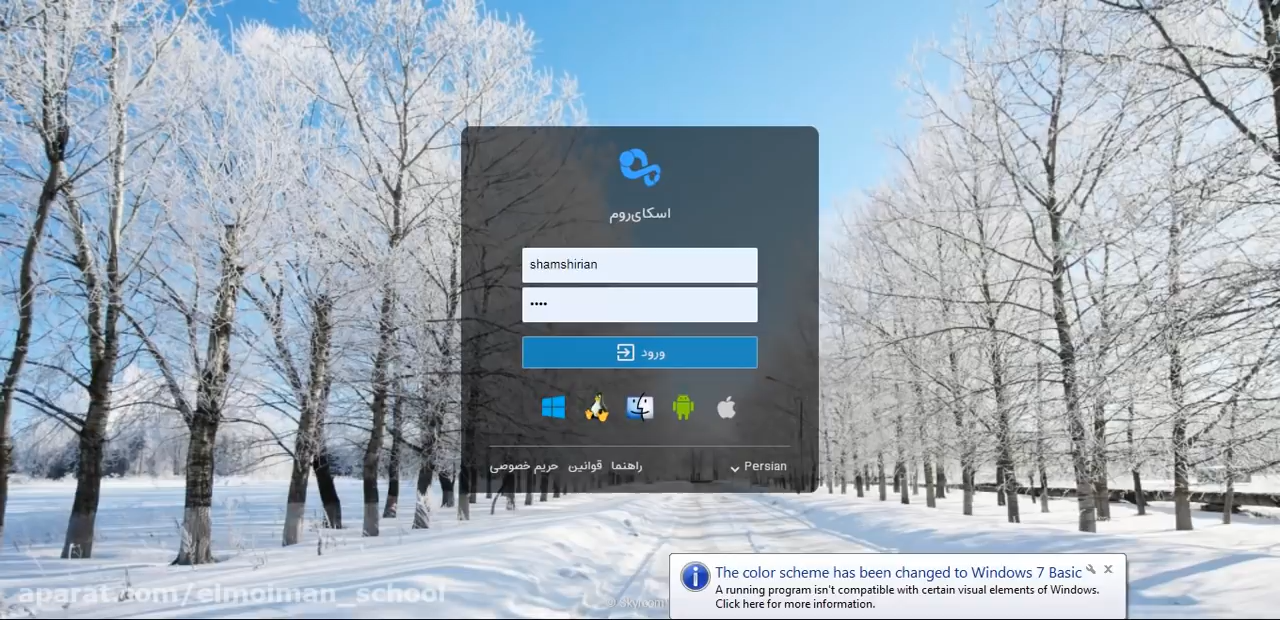 اسکای‌روم
shamshirian
••••
ورود
راهنما قوانین حریم خصوصی
Persian
The color scheme has been changed to Windows 7 Basic
A running program isn't compatible with certain visual elements of Windows.
Click here for more information.
aparat.com/elmoiman_school
© Skyroom